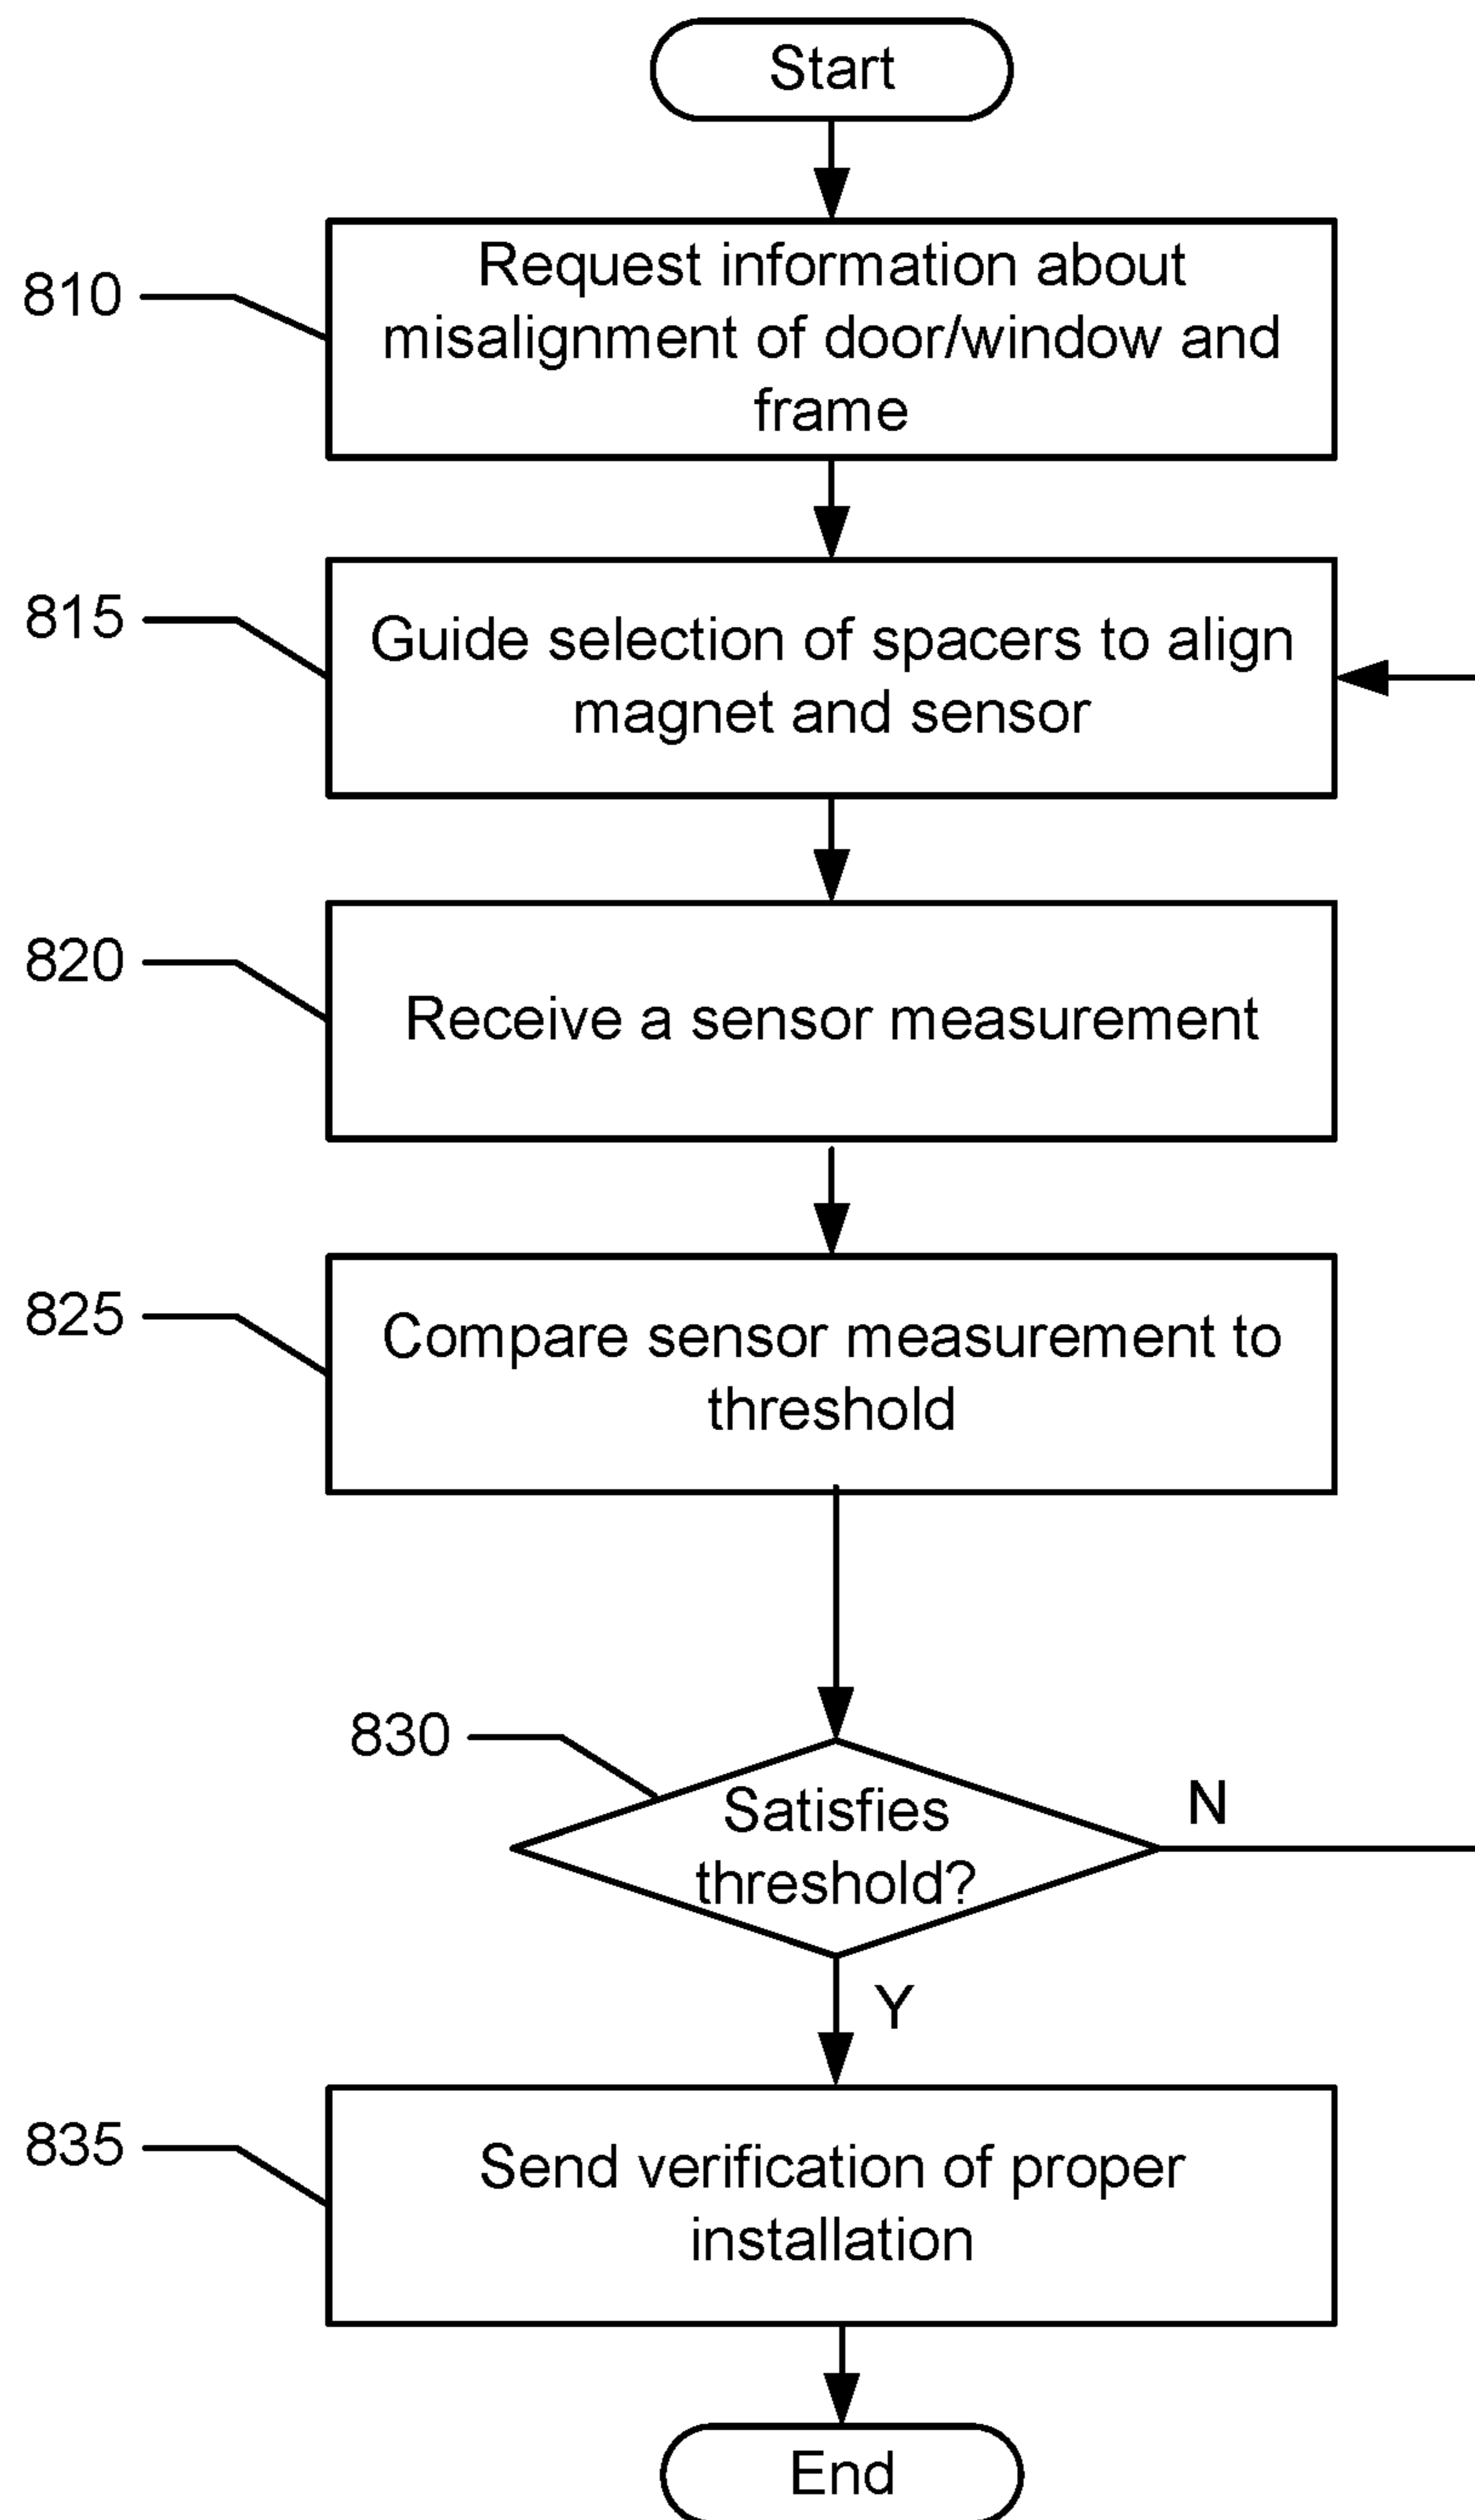 Start
810
Request information about
misalignment of door/window and
frame
815
Guide selection of spacers to align
magnet and sensor
820
Receive a sensor measurement
825
Compare sensor measurement to
threshold
830
Satisfies
threshold?
N
Y
835
Send verification of proper
installation
End